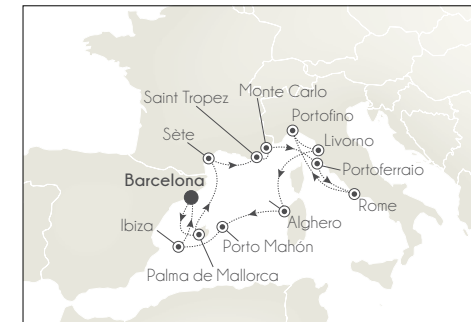 Monte Carlo
Saint Tropez
Portofino
Sète
Livorno
Portoferraio
Barcelona
Rome
Ibiza
Alghero
Porto Mahón
Palma de Mallorca